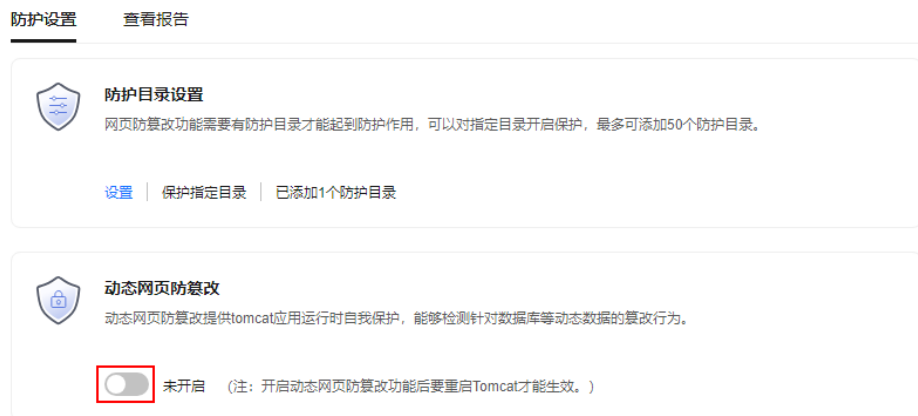 防护设置 查看报告
防护目录设置
网页防篡改功能需要有防护目录才能起到防护作用，可以对指定目录开启保护，最多可添加50个防护目录。
设置 | 保护指定目录 | 已添加1个防护目录
动态网页防篡改
动态网页防篡改提供tomcat应用运行时自我保护，能够检测针对数据库等动态数据的篡改行为。
未开启 （注：开启动态网页防篡改功能后要重启Tomcat才能生效。）